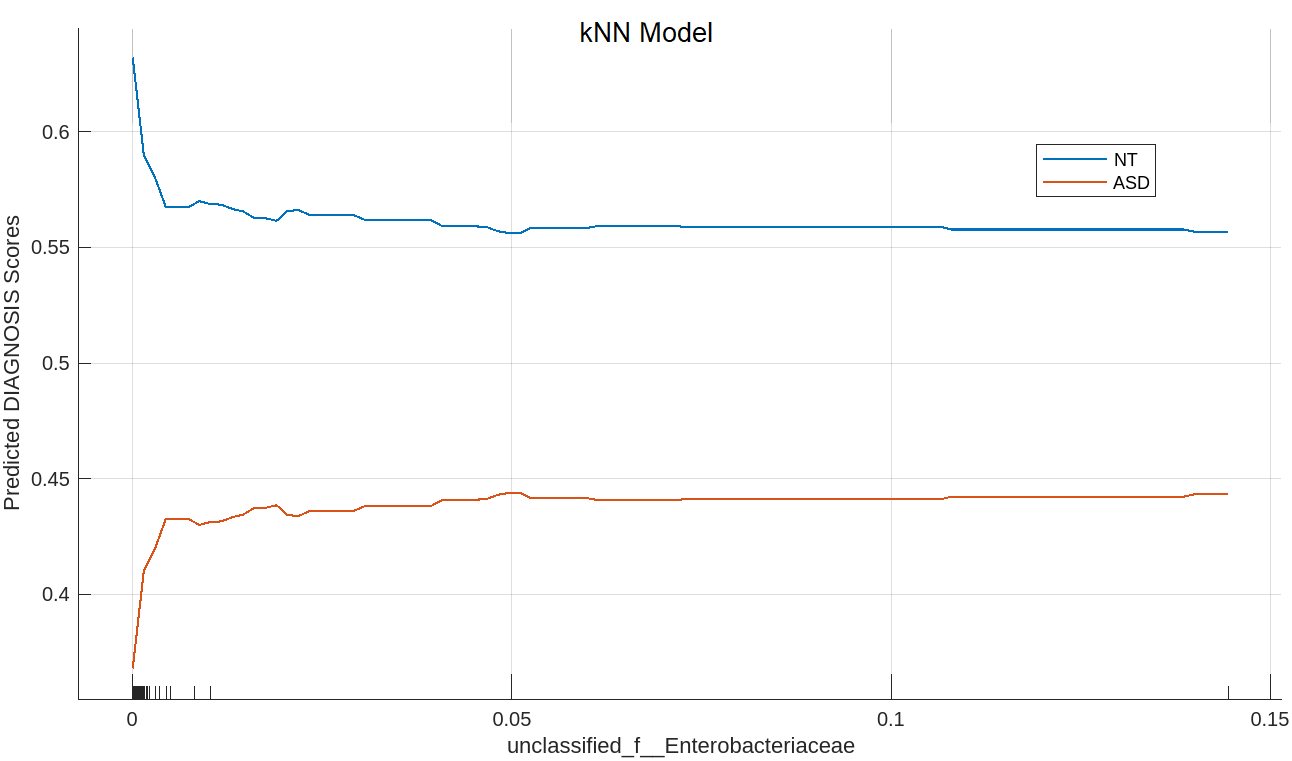 kNN Model
NT
ASD
Predicted DIAGNOSIS Scores
0.6
0.55
0.5
0.45
0.4
0
0.05
0.1
0.15
unclassified_f__Enterobacteriaceae